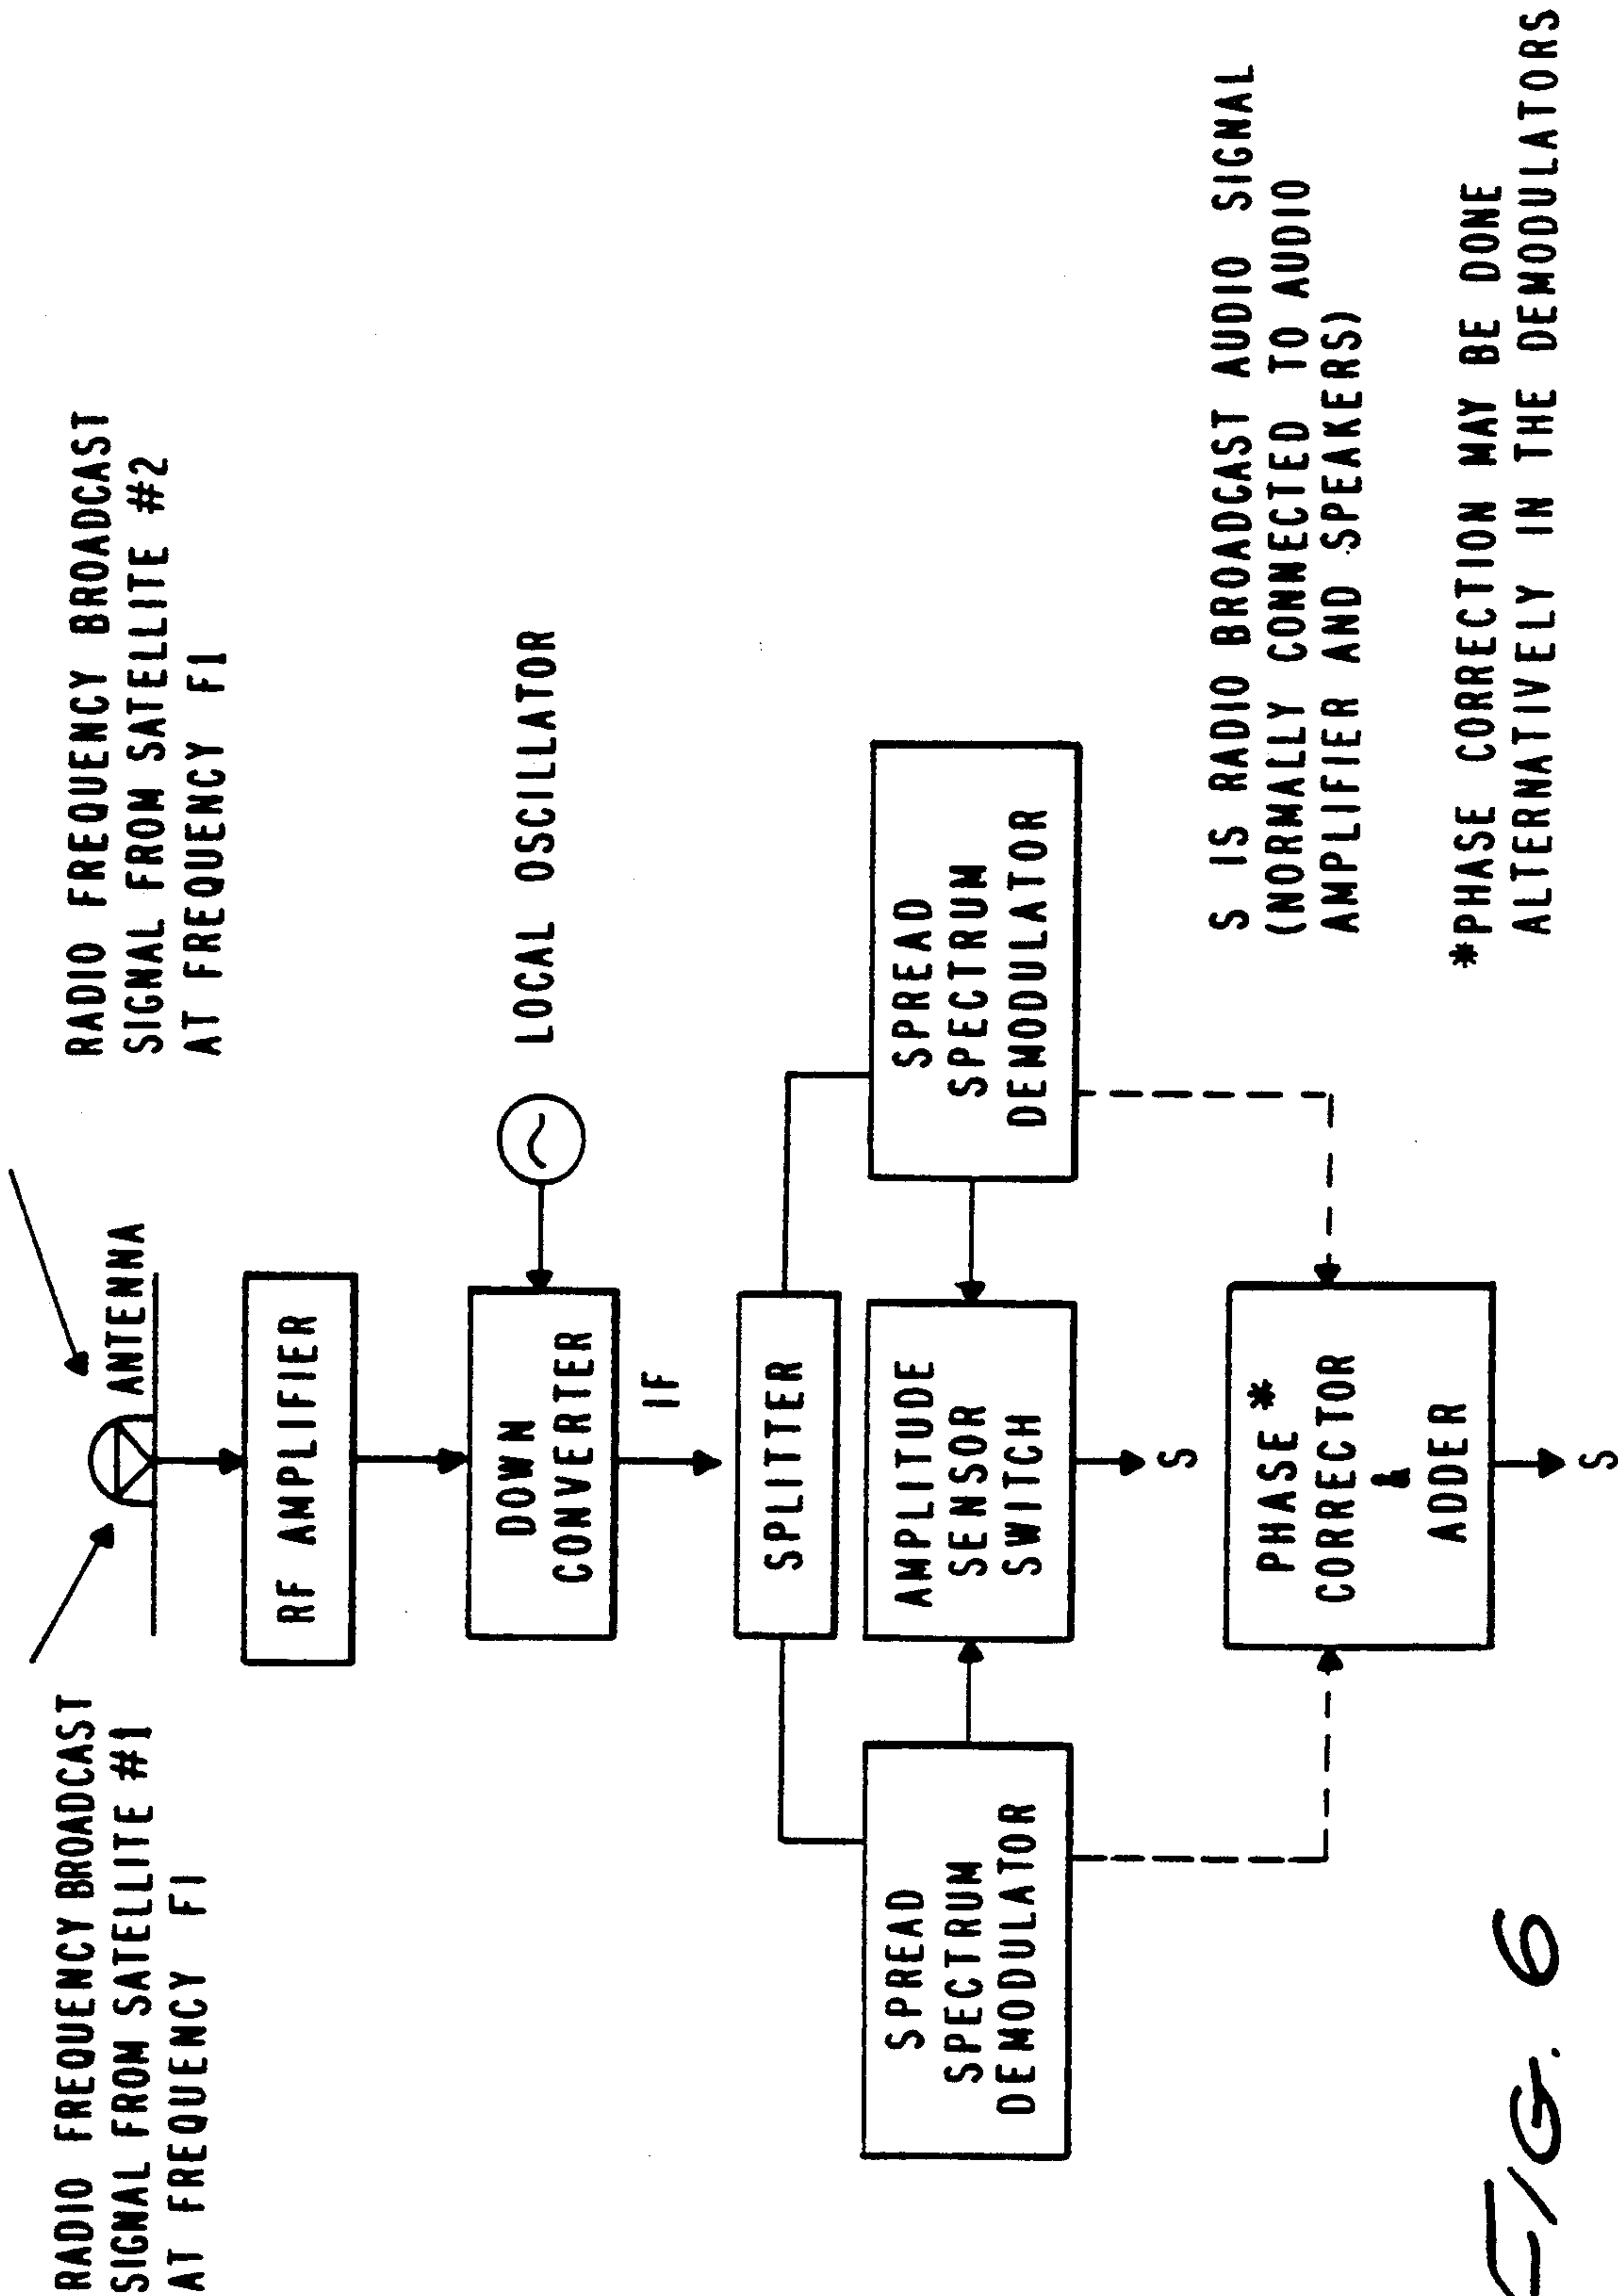 RADIO FREQUENCY BROADCAST
SIGNAL FROM SATELLITE #1
AT FREQUENCY F1
RADIO FREQUENCY BROADCAST
SIGNAL FROM SATELLITE #2
AT FREQUENCY F1
ANTENNA
RF AMPLIFIER
DOWN
CONVERTER
LOCAL OSCILLATOR
IF
SPLITTER
SPREAD
SPECTRUM
DEMODULATOR
AMPLITUDE
SENSOR
SWITCH
SPREAD
SPECTRUM
DEMODULATOR
S
PHASE *
CORRECTOR
&
ADDER
S
S IS RADIO BROADCAST AUDIO SIGNAL
(NORMALLY CONNECTED TO AUDIO
AMPLIFIER AND SPEAKERS)
*PHASE CORRECTION MAY BE DONE
ALTERNATIVELY IN THE DEMODULATORS
FIG. 6